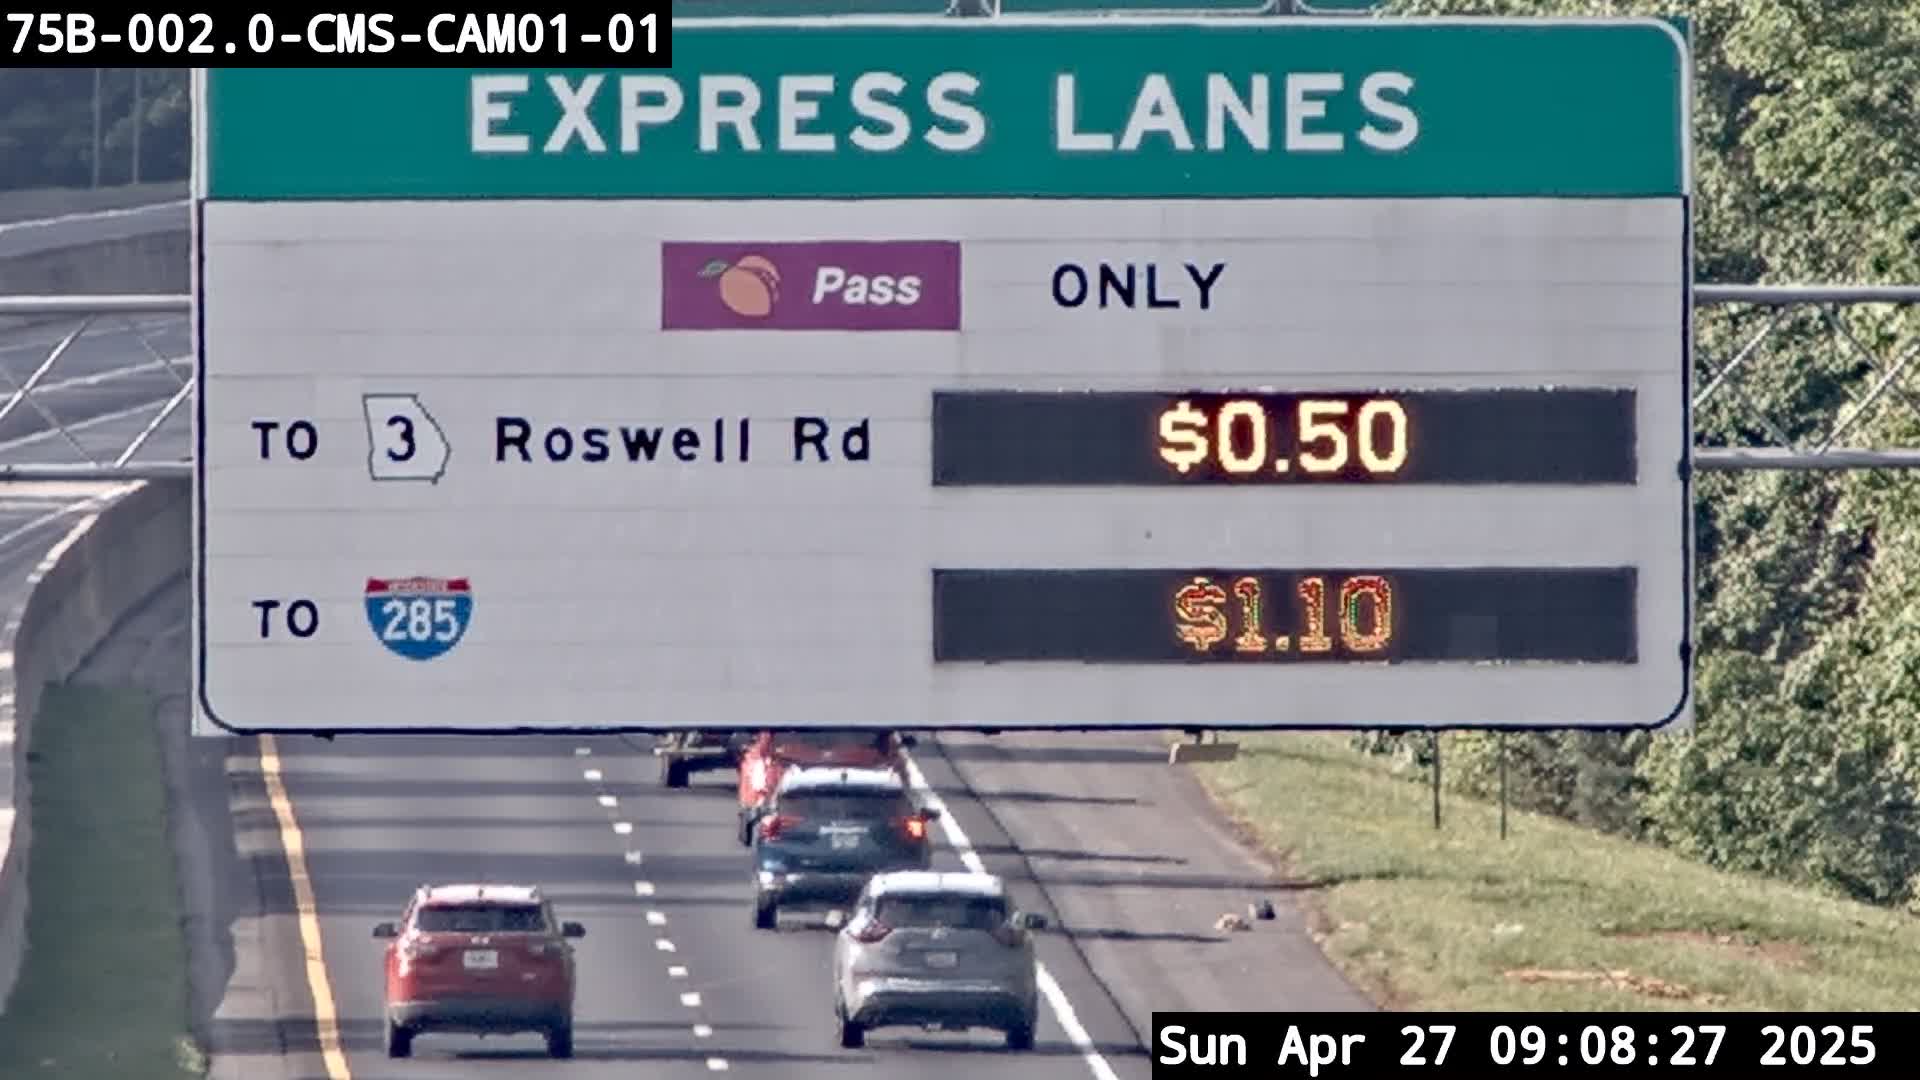 75B-002.0-CMS-CAM01-01
EXPRESS LANES
Pass ONLY
TO 3 Roswell Rd $0.50
TO INTERSTATE 285 $1.10
Sun Apr 27 09:08:27 2025